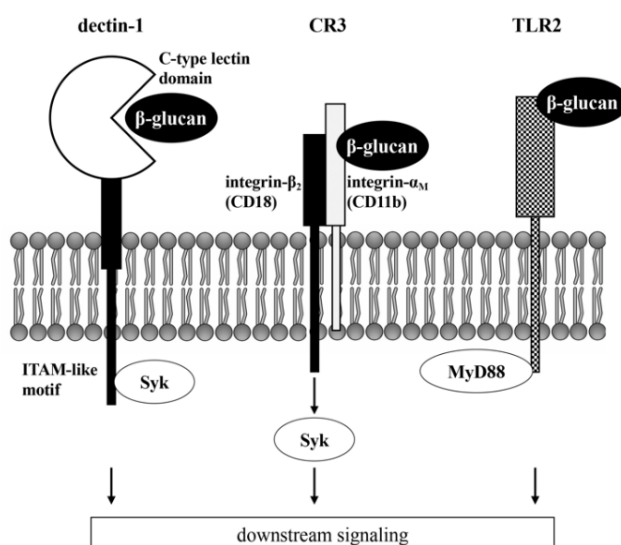 dectin-1
CR3
TLR2
C-type lectin
domain
β-glucan
β-glucan
β-glucan
integrin-β₂
(CD18)
integrin-αM
(CD11b)
ITAM-like
motif
Syk
MyD88
Syk
downstream signaling